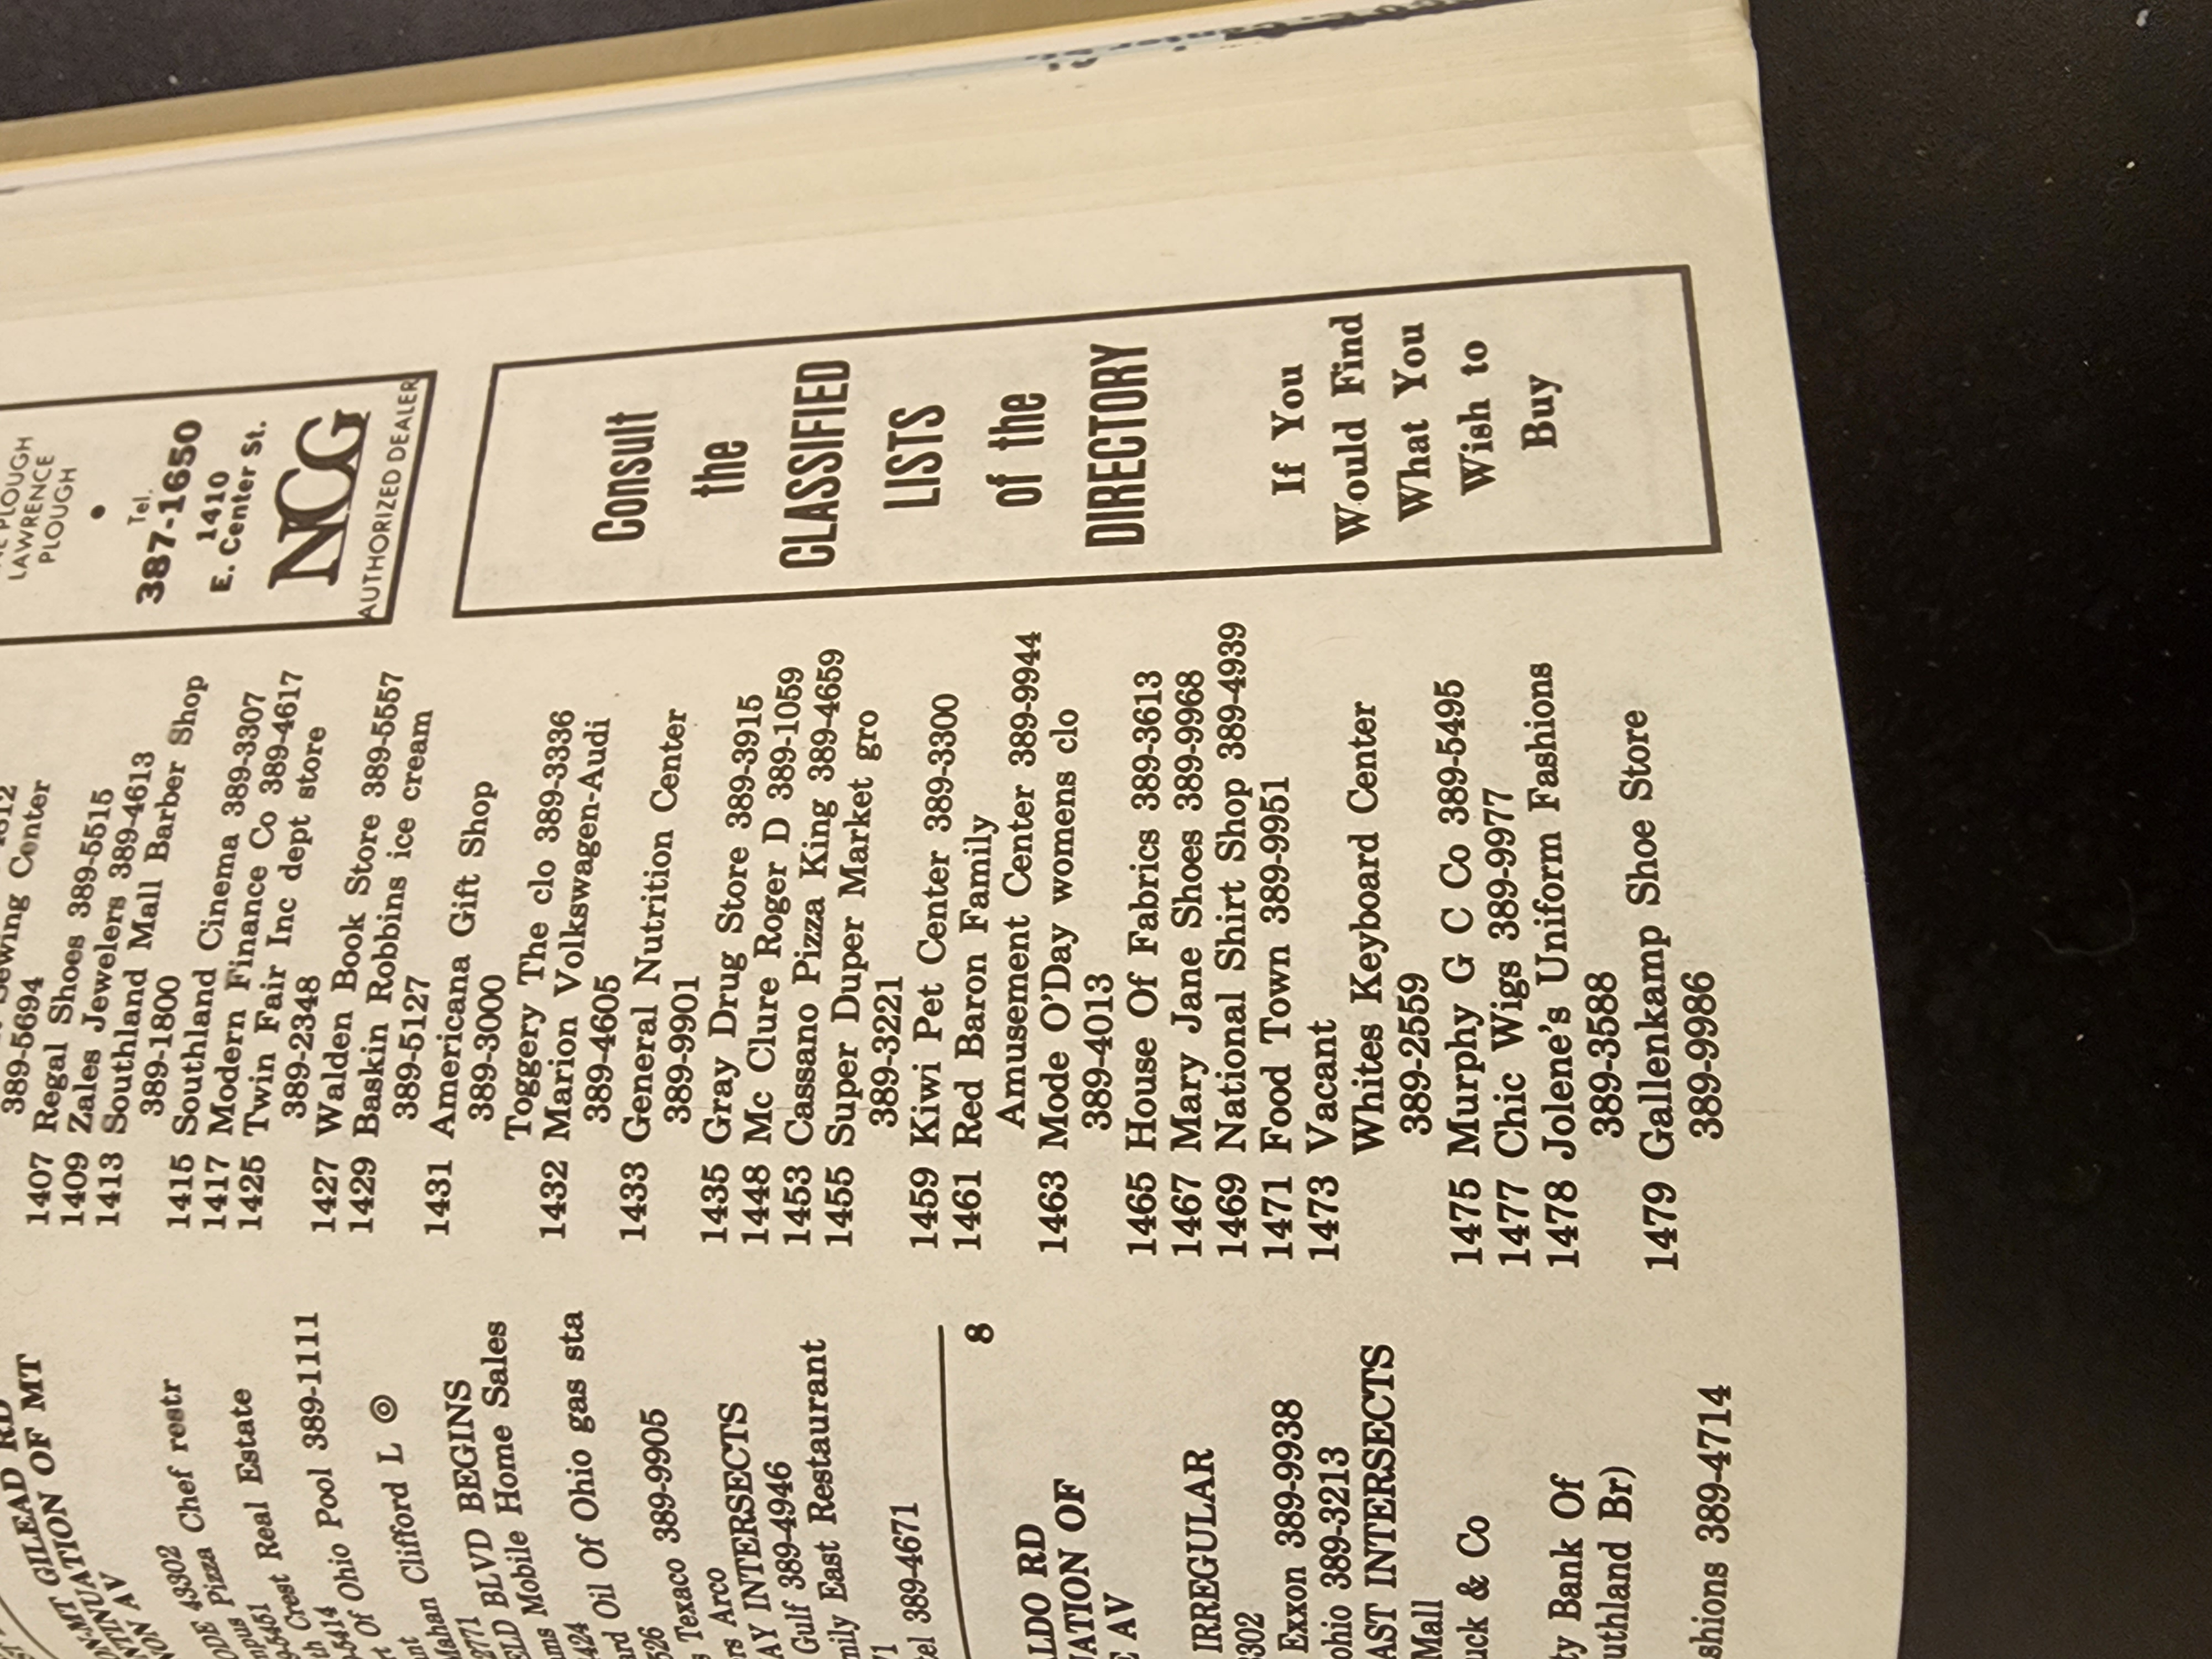 GILEAD RD
MT GILEAD RD
CONTINUATION OF MT
AV
43302
Pizza Chef restr
Real Estate
Crest
Of Ohio Pool 389-1111
Of
Mahan Clifford L ◎
BLVD BEGINS
Mobile Home Sales
Oil Of Ohio gas sta
Texaco 389-9905
Arco
INTERSECTS
Gulf 389-4946
East Restaurant
389-4671
8
RD
OF
AV
IRREGULAR
Exxon 389-9938
389-3213
INTERSECTS
Mall
& Co
Bank Of
Br)
389-4714
Sewing Center
389-5694
1407 Regal Shoes 389-5515
1409 Zales Jewelers 389-4613
1413 Southland Mall Barber Shop
389-1800
1415 Southland Cinema 389-3307
1417 Modern Finance Co 389-4617
1425 Twin Fair Inc dept store
389-2348
1427 Walden Book Store 389-5557
1429 Baskin Robbins ice cream
389-5127
1431 Americana Gift Shop
389-3000
Toggery The clo 389-3336
1432 Marion Volkswagen-Audi
389-4605
1433 General Nutrition Center
389-9901
1435 Gray Drug Store 389-3915
1448 Mc Clure Roger D 389-1059
1453 Cassano Pizza King 389-4659
1455 Super Duper Market gro
389-3221
1459 Kiwi Pet Center 389-3300
1461 Red Baron Family
Amusement Center 389-9944
1463 Mode O'Day womens clo
389-4013
1465 House Of Fabrics 389-3613
1467 Mary Jane Shoes 389-9968
1469 National Shirt Shop 389-4939
1471 Food Town 389-9951
1473 Vacant
Whites Keyboard Center
389-2559
1475 Murphy G C Co 389-5495
1477 Chic Wigs 389-9977
1478 Jolene's Uniform Fashions
389-3588
1479 Gallenkamp Shoe Store
389-9986
PLOUGH
LAWRENCE
PLOUGH
•
Tel.
387-1650
1410
E. Center St.
NCG
AUTHORIZED DEALER
Consult
the
CLASSIFIED
LISTS
of the
DIRECTORY
If You
Would Find
What You
Wish to
Buy